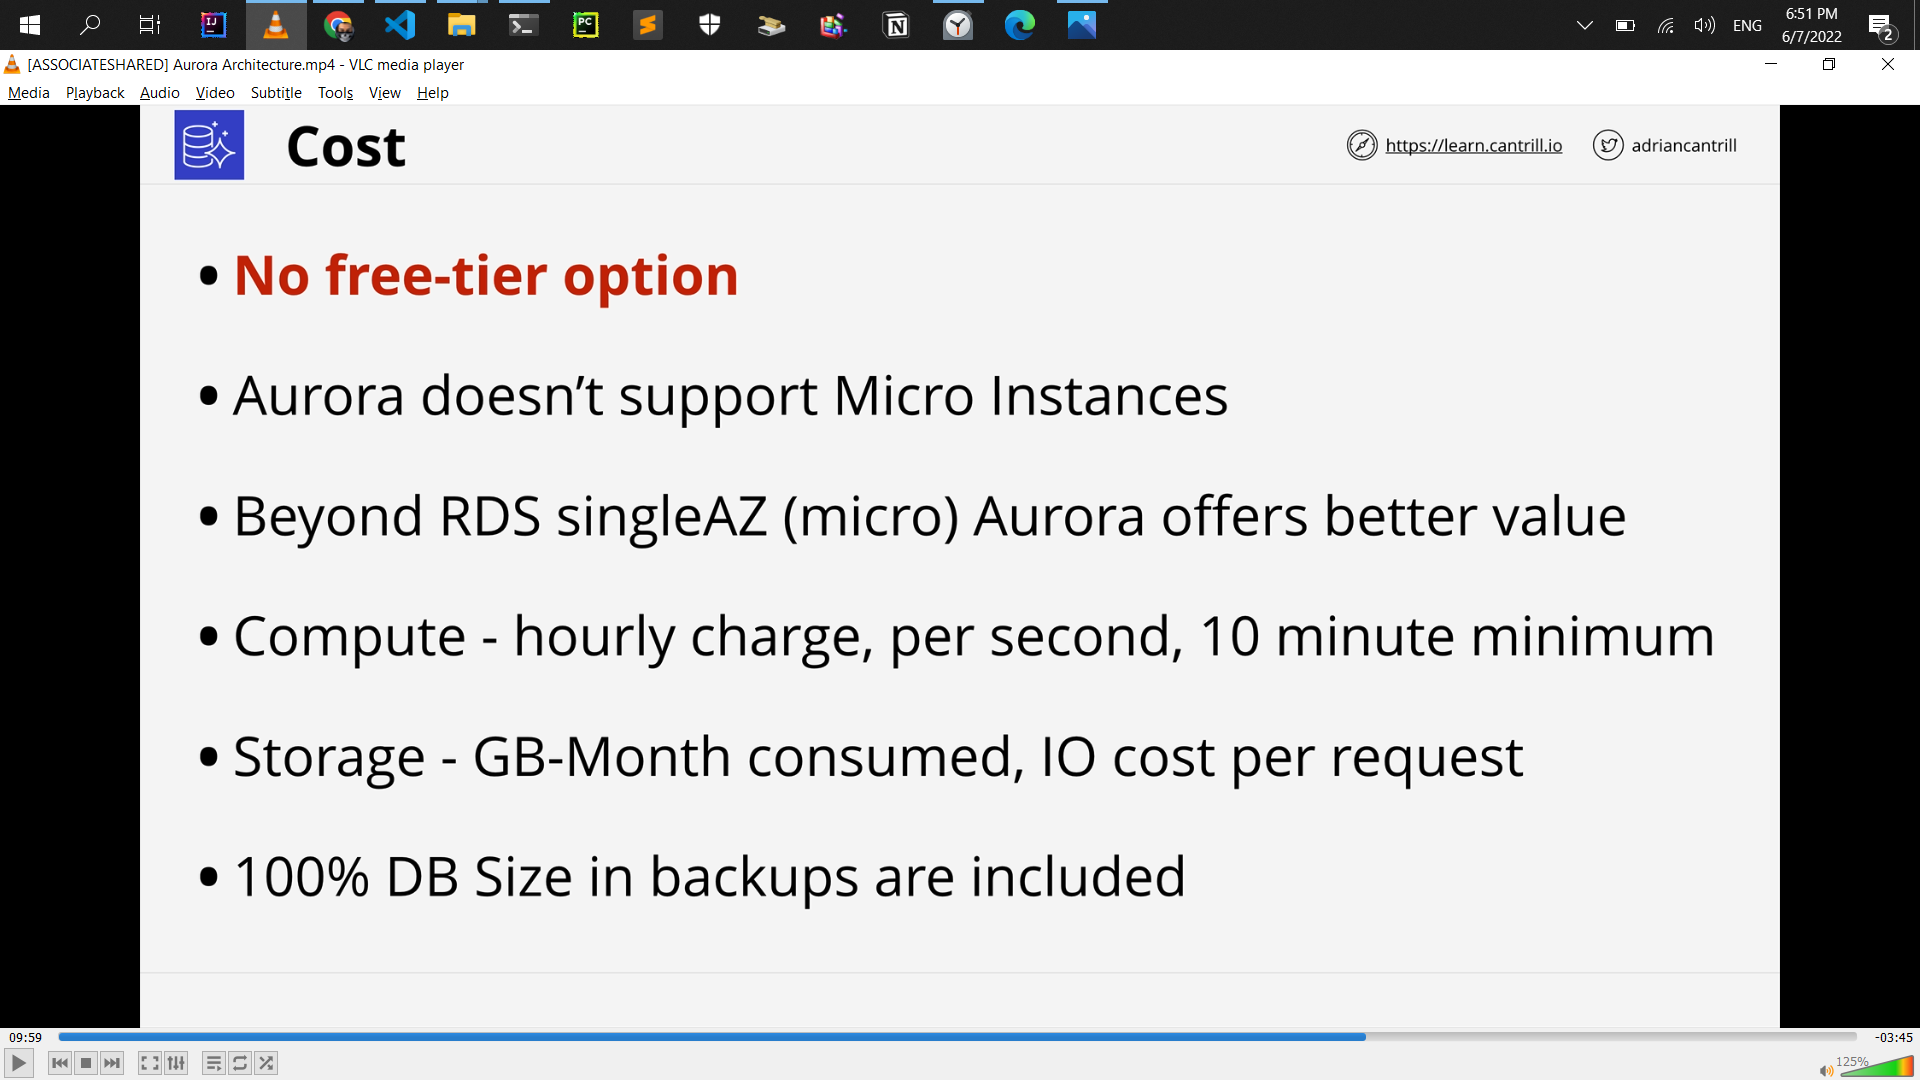 6:51 PM
ENG
6/7/2022
2
[ASSOCIATESHARED] Aurora Architecture.mp4 - VLC media player
Media Playback Audio Video Subtitle Tools View Help
Cost
https://learn.cantrill.io
adriancantrill
• No free-tier option
• Aurora doesn’t support Micro Instances
• Beyond RDS singleAZ (micro) Aurora offers better value
• Compute - hourly charge, per second, 10 minute minimum
• Storage - GB-Month consumed, IO cost per request
• 100% DB Size in backups are included
09:59
-03:45
125%